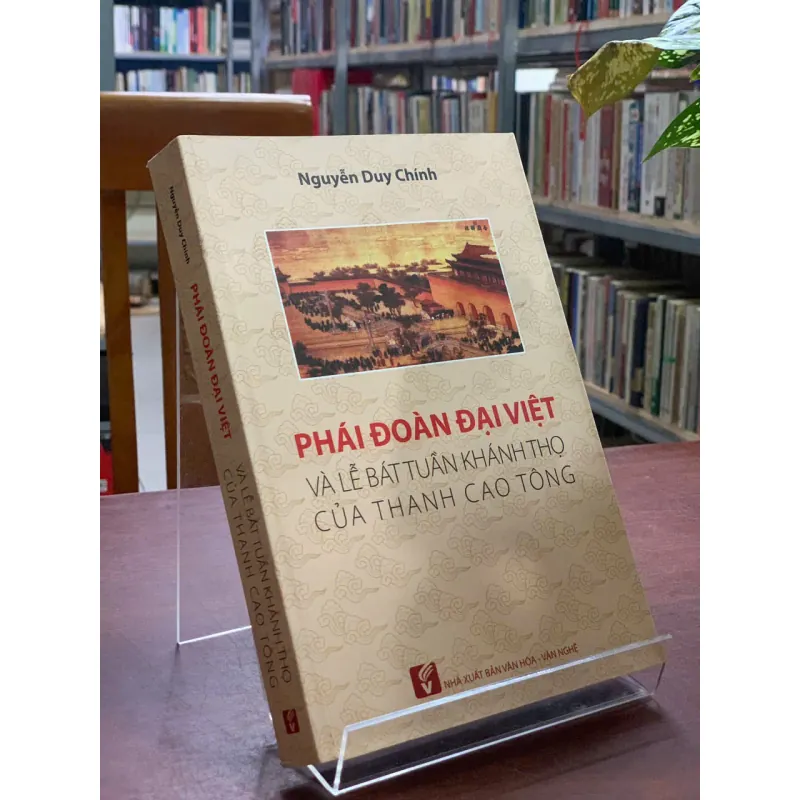 Nguyễn Duy Chính
PHÁI ĐOÀN ĐẠI VIỆT
VÀ LỄ BÁT TUẦN KHÁNH THỌ
CỦA THANH CAO TÔNG
NHÀ XUẤT BẢN VĂN HÓA - VĂN NGHỆ
Nguyễn Duy Chính
PHÁI ĐOÀN ĐẠI VIỆT
VÀ LỄ BÁT TUẦN KHÁNH THỌ
CỦA THANH CAO TÔNG